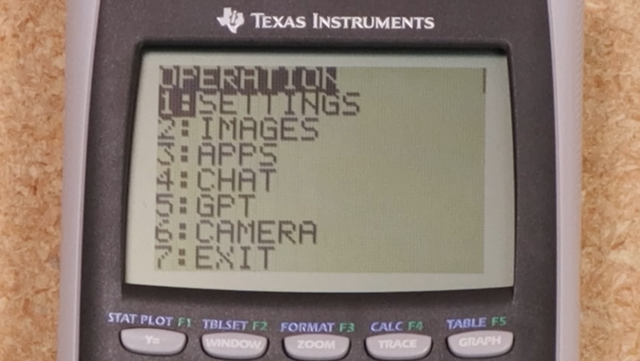 TEXAS INSTRUMENTS
OPERATION
1:SETTINGS
2:IMAGES
3:APPS
4:CHAT
5:GPT
6:CAMERA
7:EXIT
STAT PLOT F1 TBLSET F2 FORMAT F3 CALC F4 TABLE F5
Y= WINDOW ZOOM TRACE GRAPH